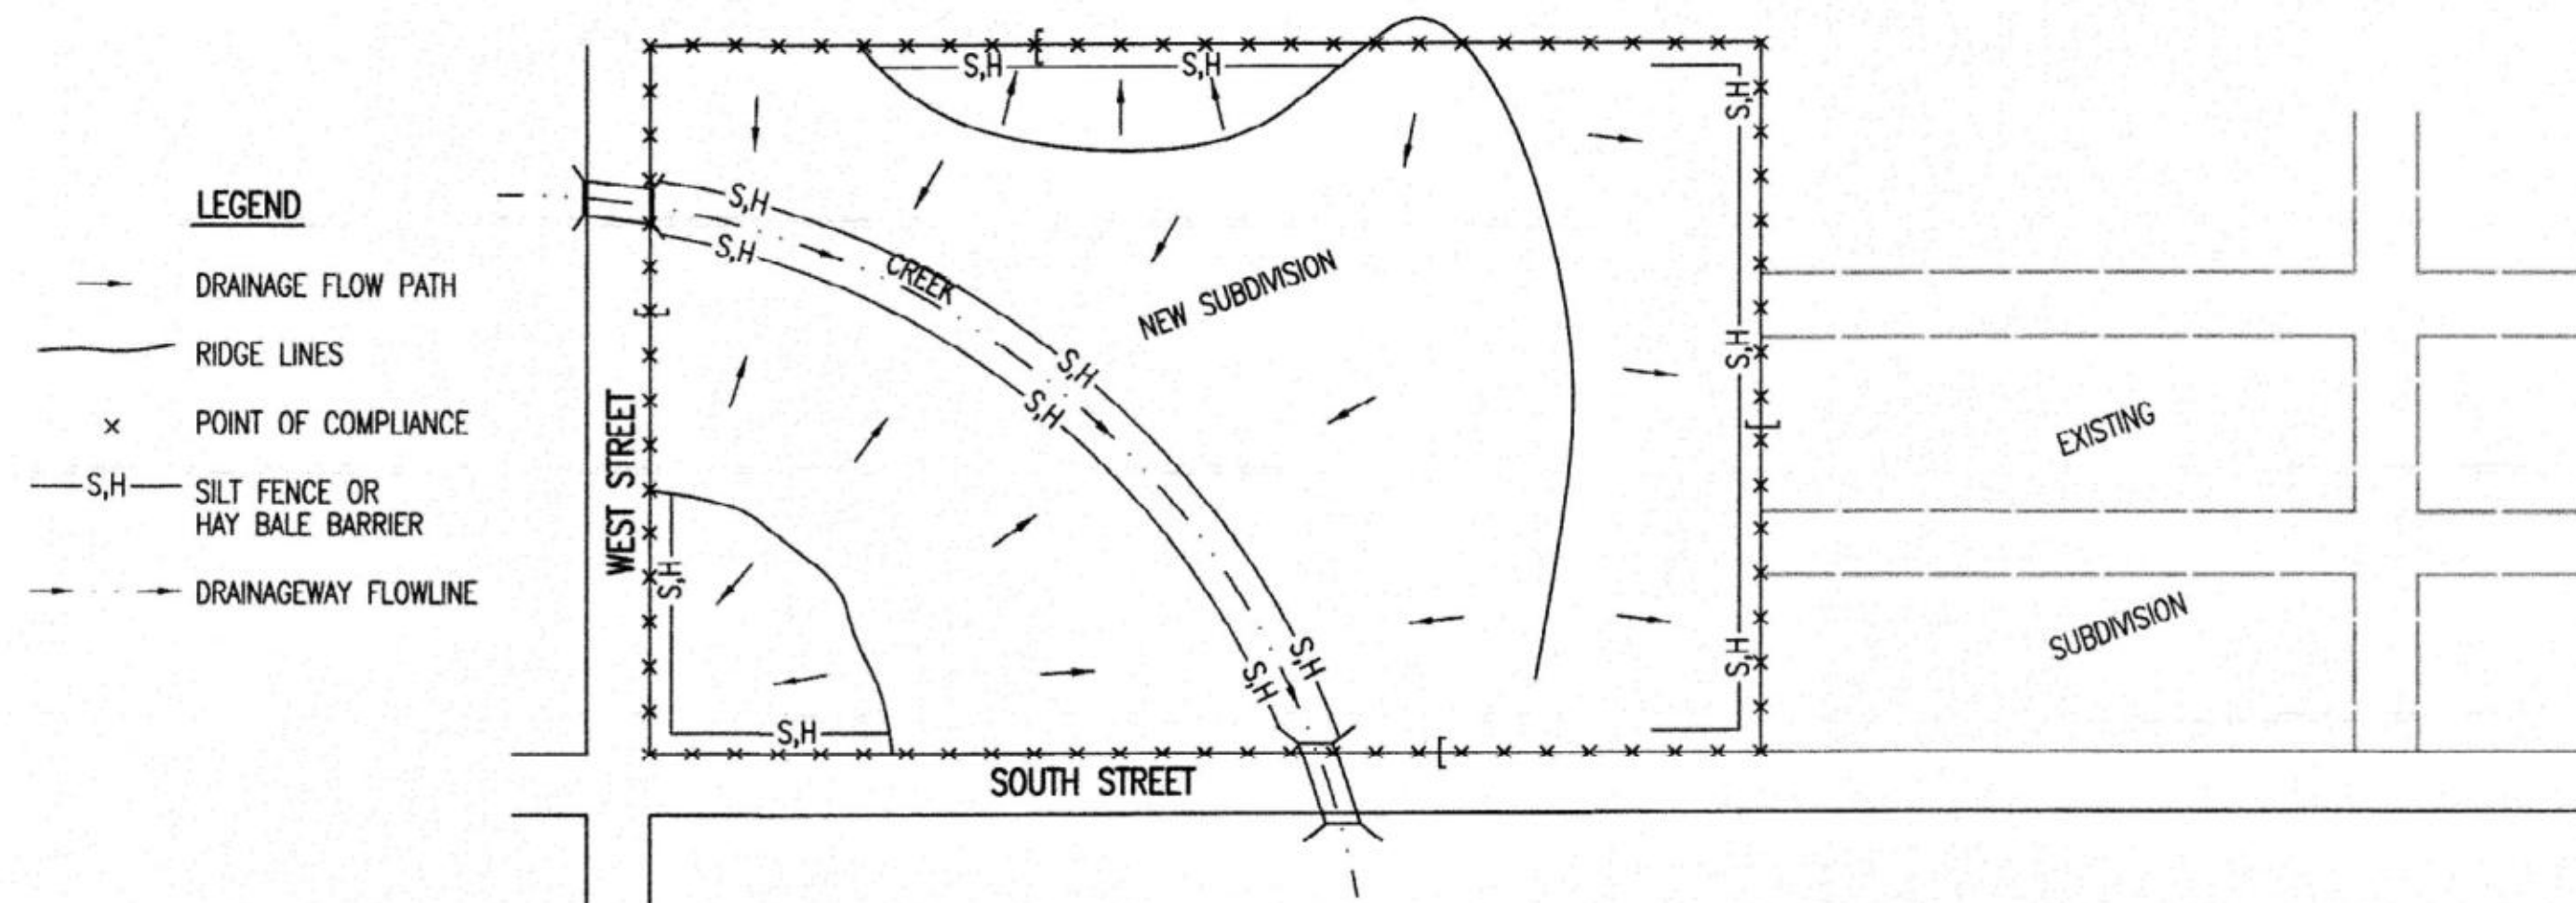 LEGEND
DRAINAGE FLOW PATH
RIDGE LINES
x POINT OF COMPLIANCE
S,H SILT FENCE OR
HAY BALE BARRIER
DRAINAGEWAY FLOWLINE
S,H
S,H
S,H
S,H
S,H
CREEK
NEW SUBDIVISION
S,H
S,H
S,H
S,H
WEST STREET
S,H
S,H
S,H
S,H
S,H
SOUTH STREET
EXISTING
SUBDIVISION